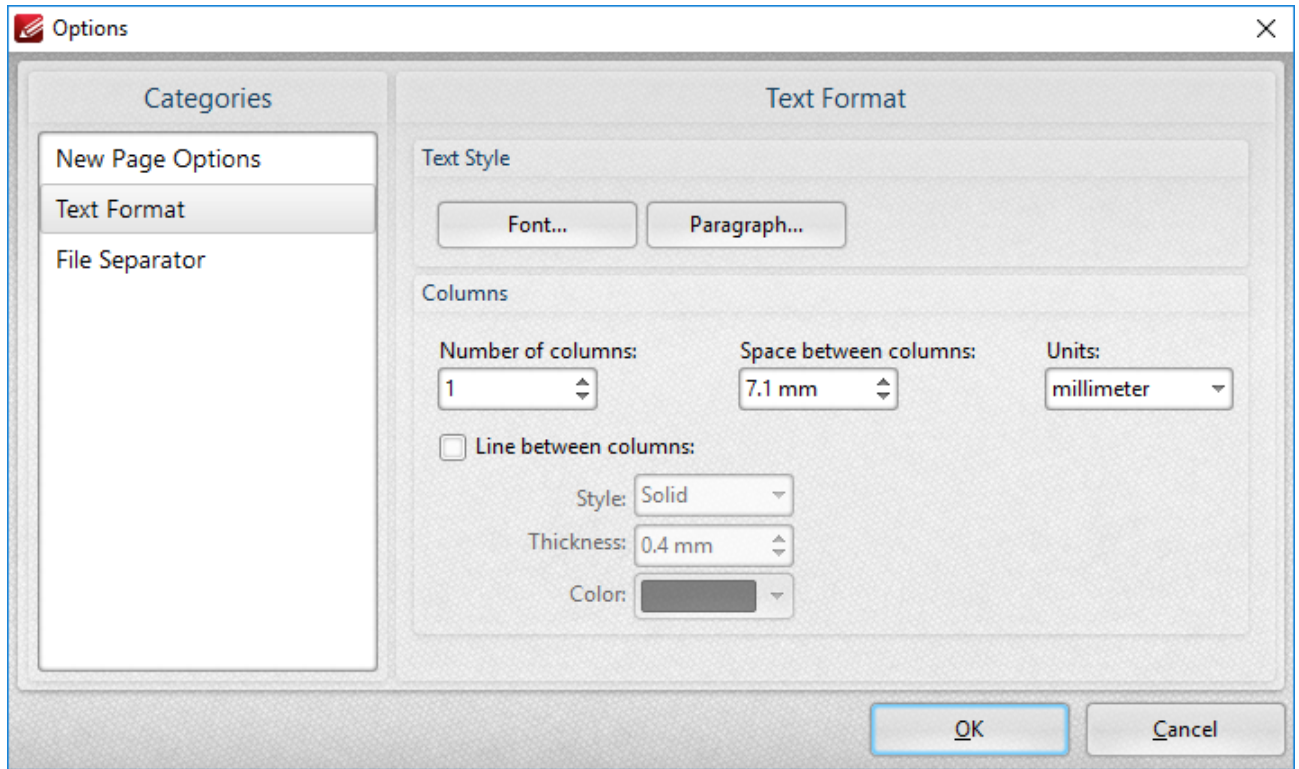 Options
Categories
Text Format
New Page Options
Text Format
File Separator
Text Style
Font... Paragraph...
Columns
Number of columns: Space between columns: Units:
1 7.1 mm millimeter
Line between columns:
Style: Solid
Thickness: 0.4 mm
Color:
OK Cancel